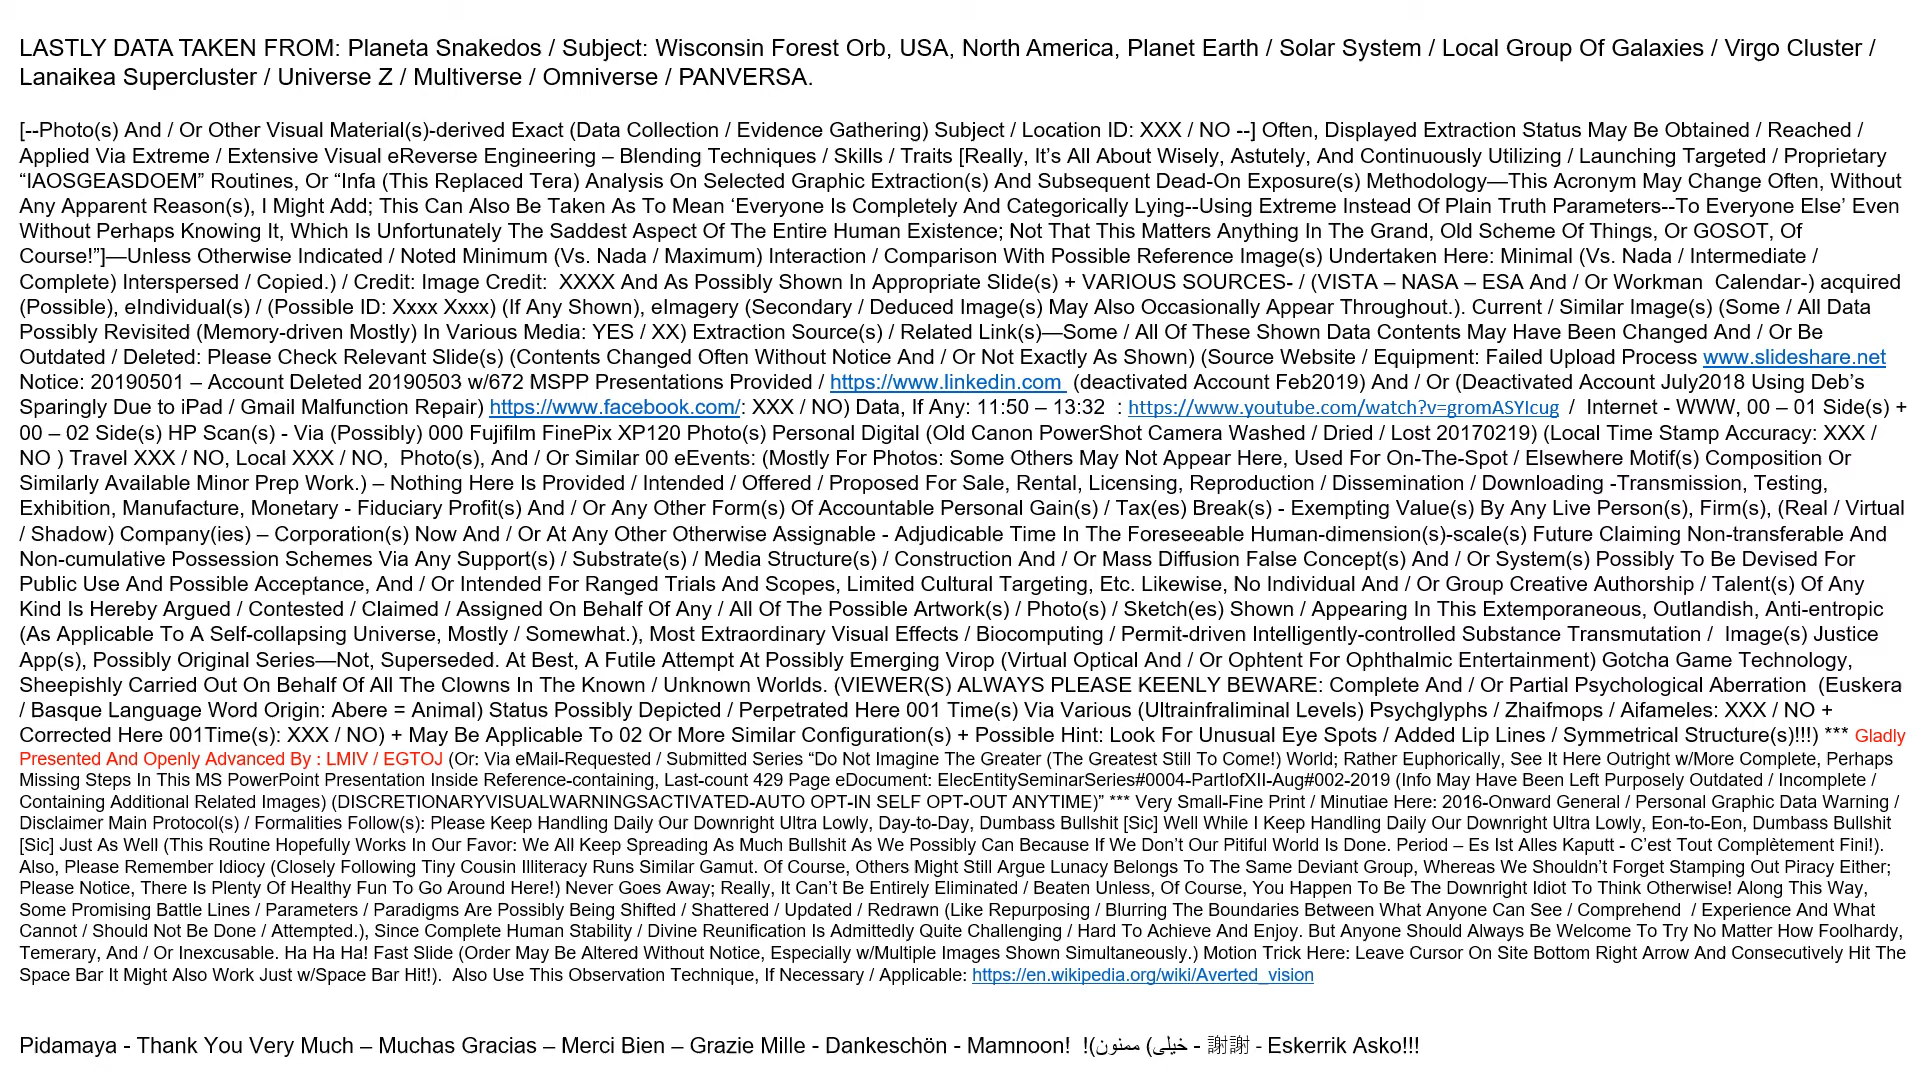 LASTLY DATA TAKEN FROM: Planeta Snakedos / Subject: Wisconsin Forest Orb, USA, North America, Planet Earth / Solar System / Local Group Of Galaxies / Virgo Cluster /
Lanaikea Supercluster / Universe Z / Multiverse / Omniverse / PANVERSA.
[--Photo(s) And / Or Other Visual Material(s)-derived Exact (Data Collection / Evidence Gathering) Subject / Location ID: XXX / NO --] Often, Displayed Extraction Status May Be Obtained / Reached /
Applied Via Extreme / Extensive Visual eReverse Engineering – Blending Techniques / Skills / Traits [Really, It’s All About Wisely, Astutely, And Continuously Utilizing / Launching Targeted / Proprietary
“IAOSGEASDOEM” Routines, Or “Infa (This Replaced Tera) Analysis On Selected Graphic Extraction(s) And Subsequent Dead-On Exposure(s) Methodology—This Acronym May Change Often, Without
Any Apparent Reason(s), I Might Add; This Can Also Be Taken As To Mean ‘Everyone Is Completely And Categorically Lying--Using Extreme Instead Of Plain Truth Parameters--To Everyone Else’ Even
Without Perhaps Knowing It, Which Is Unfortunately The Saddest Aspect Of The Entire Human Existence; Not That This Matters Anything In The Grand, Old Scheme Of Things, Or GOSOT, Of
Course!”]—Unless Otherwise Indicated / Noted Minimum (Vs. Nada / Maximum) Interaction / Comparison With Possible Reference Image(s) Undertaken Here: Minimal (Vs. Nada / Intermediate /
Complete) Interspersed / Copied.) / Credit: Image Credit:  XXXX And As Possibly Shown In Appropriate Slide(s) + VARIOUS SOURCES- / (VISTA – NASA – ESA And / Or Workman  Calendar-) acquired
(Possible), eIndividual(s) / (Possible ID: Xxxx Xxxx) (If Any Shown), eImagery (Secondary / Deduced Image(s) May Also Occasionally Appear Throughout.). Current / Similar Image(s) (Some / All Data
Possibly Revisited (Memory-driven Mostly) In Various Media: YES / XX) Extraction Source(s) / Related Link(s)—Some / All Of These Shown Data Contents May Have Been Changed And / Or Be
Outdated / Deleted: Please Check Relevant Slide(s) (Contents Changed Often Without Notice And / Or Not Exactly As Shown) (Source Website / Equipment: Failed Upload Process www.slideshare.net
Notice: 20190501 – Account Deleted 20190503 w/672 MSPP Presentations Provided / https://www.linkedin.com  (deactivated Account Feb2019) And / Or (Deactivated Account July2018 Using Deb’s
Sparingly Due to iPad / Gmail Malfunction Repair) https://www.facebook.com/: XXX / NO) Data, If Any: 11:50 – 13:32  : https://www.youtube.com/watch?v=gromASYIcug  /  Internet - WWW, 00 – 01 Side(s) +
00 – 02 Side(s) HP Scan(s) - Via (Possibly) 000 Fujifilm FinePix XP120 Photo(s) Personal Digital (Old Canon PowerShot Camera Washed / Dried / Lost 20170219) (Local Time Stamp Accuracy: XXX /
NO ) Travel XXX / NO, Local XXX / NO,  Photo(s), And / Or Similar 00 eEvents: (Mostly For Photos: Some Others May Not Appear Here, Used For On-The-Spot / Elsewhere Motif(s) Composition Or
Similarly Available Minor Prep Work.) – Nothing Here Is Provided / Intended / Offered / Proposed For Sale, Rental, Licensing, Reproduction / Dissemination / Downloading -Transmission, Testing,
Exhibition, Manufacture, Monetary - Fiduciary Profit(s) And / Or Any Other Form(s) Of Accountable Personal Gain(s) / Tax(es) Break(s) - Exempting Value(s) By Any Live Person(s), Firm(s), (Real / Virtual
/ Shadow) Company(ies) – Corporation(s) Now And / Or At Any Other Otherwise Assignable - Adjudicable Time In The Foreseeable Human-dimension(s)-scale(s) Future Claiming Non-transferable And
Non-cumulative Possession Schemes Via Any Support(s) / Substrate(s) / Media Structure(s) / Construction And / Or Mass Diffusion False Concept(s) And / Or System(s) Possibly To Be Devised For
Public Use And Possible Acceptance, And / Or Intended For Ranged Trials And Scopes, Limited Cultural Targeting, Etc. Likewise, No Individual And / Or Group Creative Authorship / Talent(s) Of Any
Kind Is Hereby Argued / Contested / Claimed / Assigned On Behalf Of Any / All Of The Possible Artwork(s) / Photo(s) / Sketch(es) Shown / Appearing In This Extemporaneous, Outlandish, Anti-entropic
(As Applicable To A Self-collapsing Universe, Mostly / Somewhat.), Most Extraordinary Visual Effects / Biocomputing / Permit-driven Intelligently-controlled Substance Transmutation /  Image(s) Justice
App(s), Possibly Original Series—Not, Superseded. At Best, A Futile Attempt At Possibly Emerging Virop (Virtual Optical And / Or Ophtent For Ophthalmic Entertainment) Gotcha Game Technology,
Sheepishly Carried Out On Behalf Of All The Clowns In The Known / Unknown Worlds. (VIEWER(S) ALWAYS PLEASE KEENLY BEWARE: Complete And / Or Partial Psychological Aberration  (Euskera
/ Basque Language Word Origin: Abere = Animal) Status Possibly Depicted / Perpetrated Here 001 Time(s) Via Various (Ultrainfraliminal Levels) Psychglyphs / Zhaifmops / Aifameles: XXX / NO +
Corrected Here 001Time(s): XXX / NO) + May Be Applicable To 02 Or More Similar Configuration(s) + Possible Hint: Look For Unusual Eye Spots / Added Lip Lines / Symmetrical Structure(s)!!!) *** Gladly
Presented And Openly Advanced By : LMIV / EGTOJ (Or: Via eMail-Requested / Submitted Series “Do Not Imagine The Greater (The Greatest Still To Come!) World; Rather Euphorically, See It Here Outright w/More Complete, Perhaps
Missing Steps In This MS PowerPoint Presentation Inside Reference-containing, Last-count 429 Page eDocument: ElecEntitySeminarSeries#0004-PartIofXII-Aug#002-2019 (Info May Have Been Left Purposely Outdated / Incomplete /
Containing Additional Related Images) (DISCRETIONARYVISUALWARNINGSACTIVATED-AUTO OPT-IN SELF OPT-OUT ANYTIME)” *** Very Small-Fine Print / Minutiae Here: 2016-Onward General / Personal Graphic Data Warning /
Disclaimer Main Protocol(s) / Formalities Follow(s): Please Keep Handling Daily Our Downright Ultra Lowly, Day-to-Day, Dumbass Bullshit [Sic] Well While I Keep Handling Daily Our Downright Ultra Lowly, Eon-to-Eon, Dumbass Bullshit
[Sic] Just As Well (This Routine Hopefully Works In Our Favor: We All Keep Spreading As Much Bullshit As We Possibly Can Because If We Don’t Our Pitiful World Is Done. Period – Es Ist Alles Kaputt - C’est Tout Complètement Fini!).
Also, Please Remember Idiocy (Closely Following Tiny Cousin Illiteracy Runs Similar Gamut. Of Course, Others Might Still Argue Lunacy Belongs To The Same Deviant Group, Whereas We Shouldn’t Forget Stamping Out Piracy Either;
Please Notice, There Is Plenty Of Healthy Fun To Go Around Here!) Never Goes Away; Really, It Can’t Be Entirely Eliminated / Beaten Unless, Of Course, You Happen To Be The Downright Idiot To Think Otherwise! Along This Way,
Some Promising Battle Lines / Parameters / Paradigms Are Possibly Being Shifted / Shattered / Updated / Redrawn (Like Repurposing / Blurring The Boundaries Between What Anyone Can See / Comprehend  / Experience And What
Cannot / Should Not Be Done / Attempted.), Since Complete Human Stability / Divine Reunification Is Admittedly Quite Challenging / Hard To Achieve And Enjoy. But Anyone Should Always Be Welcome To Try No Matter How Foolhardy,
Temerary, And / Or Inexcusable. Ha Ha Ha! Fast Slide (Order May Be Altered Without Notice, Especially w/Multiple Images Shown Simultaneously.) Motion Trick Here: Leave Cursor On Site Bottom Right Arrow And Consecutively Hit The
Space Bar It Might Also Work Just w/Space Bar Hit!).  Also Use This Observation Technique, If Necessary / Applicable: https://en.wikipedia.org/wiki/Averted_vision
Pidamaya - Thank You Very Much – Muchas Gracias – Merci Bien – Grazie Mille - Dankeschön - Mamnoon!  !(خیلی) ممنون - 謝謝 - Eskerrik Asko!!!